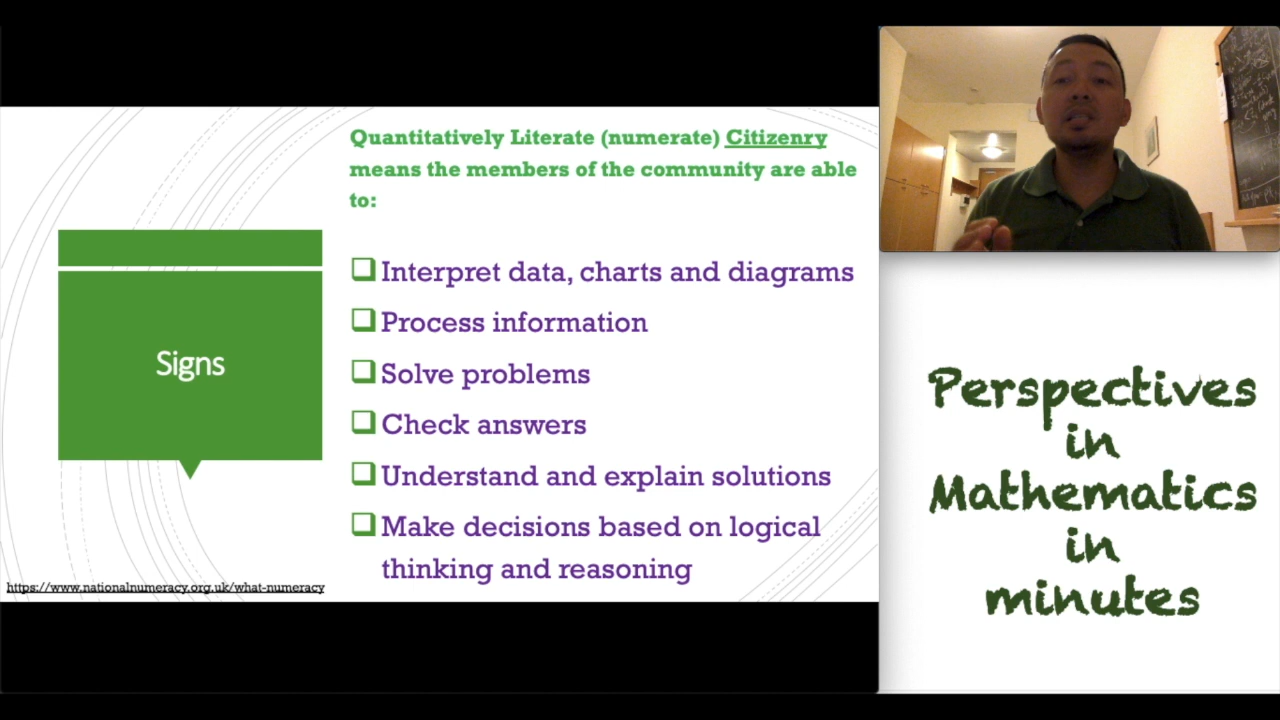 Quantitatively Literate (numerate) Citizenry
means the members of the community are able
to:
Signs
Interpret data, charts and diagrams
Process information
Solve problems
Check answers
Understand and explain solutions
Make decisions based on logical
thinking and reasoning
https://www.nationalnumeracy.org.uk/what-numeracy
Perspectives
in
Mathematics
in
minutes